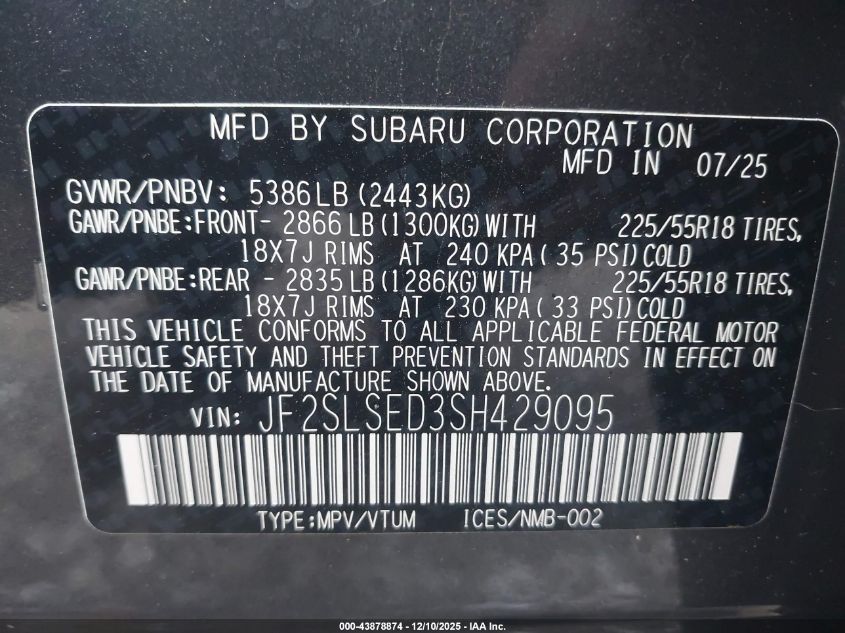 MFD BY SUBARU CORPORATION
MFD IN 07/25
GVWR/PNBV: 5386LB (2443KG)
GAWR/PNBE:FRONT- 2866 LB (1300KG) WITH 225/55R18 TIRES,
18X7J RIMS AT 240 KPA ( 35 PSI) COLD
GAWR/PNBE:REAR - 2835 LB (1286KG) WITH 225/55R18 TIRES,
18X7J RIMS AT 230 KPA ( 33 PSI) COLD
THIS VEHICLE CONFORMS TO ALL APPLICABLE FEDERAL MOTOR
VEHICLE SAFETY AND THEFT PREVENTION STANDARDS IN EFFECT ON
THE DATE OF MANUFACTURE SHOWN ABOVE.
VIN: JF2SLSED3SH429095
TYPE:MPV/VTUM ICES/NMB-002
000-43878874 - 12/10/2025 - IAA Inc.